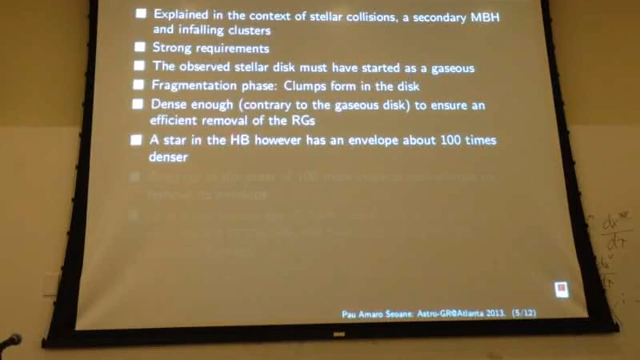 Explained in the context of stellar collisions, a secondary MBH
and infalling clusters
Strong requirements
The observed stellar disk must have started as a gaseous
Fragmentation phase: Clumps form in the disk
Dense enough (contrary to the gaseous disk) to ensure an
efficient removal of the RGs
A star in the HB however has an envelope about 100 times
denser
Pau Amaro Seoane: Astro-GR@Atlanta 2013. (5/12)